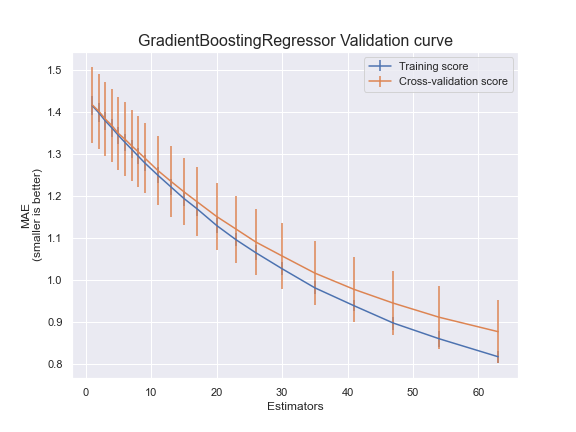 GradientBoostingRegressor Validation curve
Training score
Cross-validation score
MAE
(smaller is better)
1.5
1.4
1.3
1.2
1.1
1.0
0.9
0.8
0
10
20
30
40
50
60
Estimators